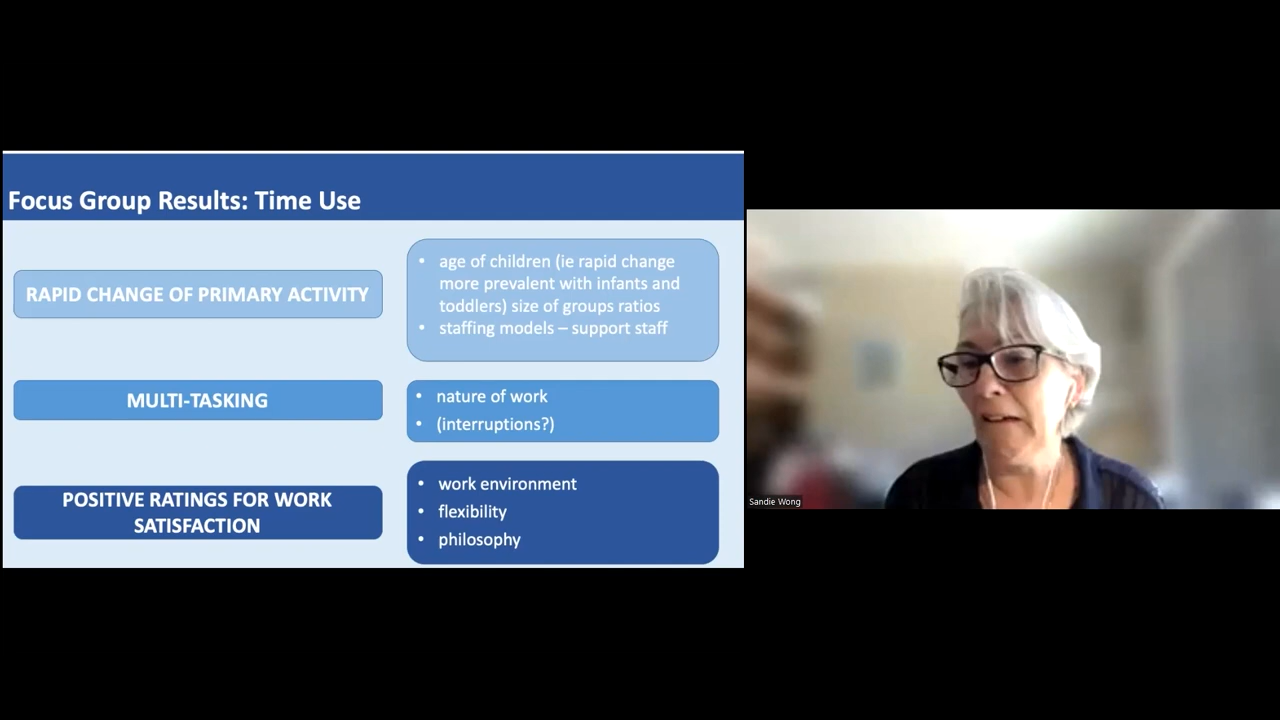 Focus Group Results: Time Use
RAPID CHANGE OF PRIMARY ACTIVITY
• age of children (ie rapid change
more prevalent with infants and
toddlers) size of groups ratios
• staffing models – support staff
MULTI-TASKING
• nature of work
• (interruptions?)
POSITIVE RATINGS FOR WORK
SATISFACTION
• work environment
• flexibility
• philosophy
Sandie Wong